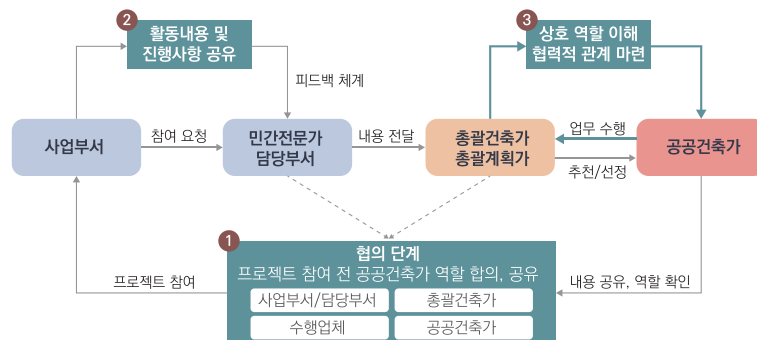 2
활동내용 및
진행사항 공유
3
상호 역할 이해
협력적 관계 마련
피드백 체계
사업부서
참여 요청
민간전문가
담당부서
내용 전달
총괄건축가
총괄계획가
업무 수행
추천/선정
공공건축가
1
협의 단계
프로젝트 참여 전 공공건축가 역할 합의, 공유
프로젝트 참여
내용 공유, 역할 확인
사업부서/담당부서
총괄건축가
수행업체
공공건축가